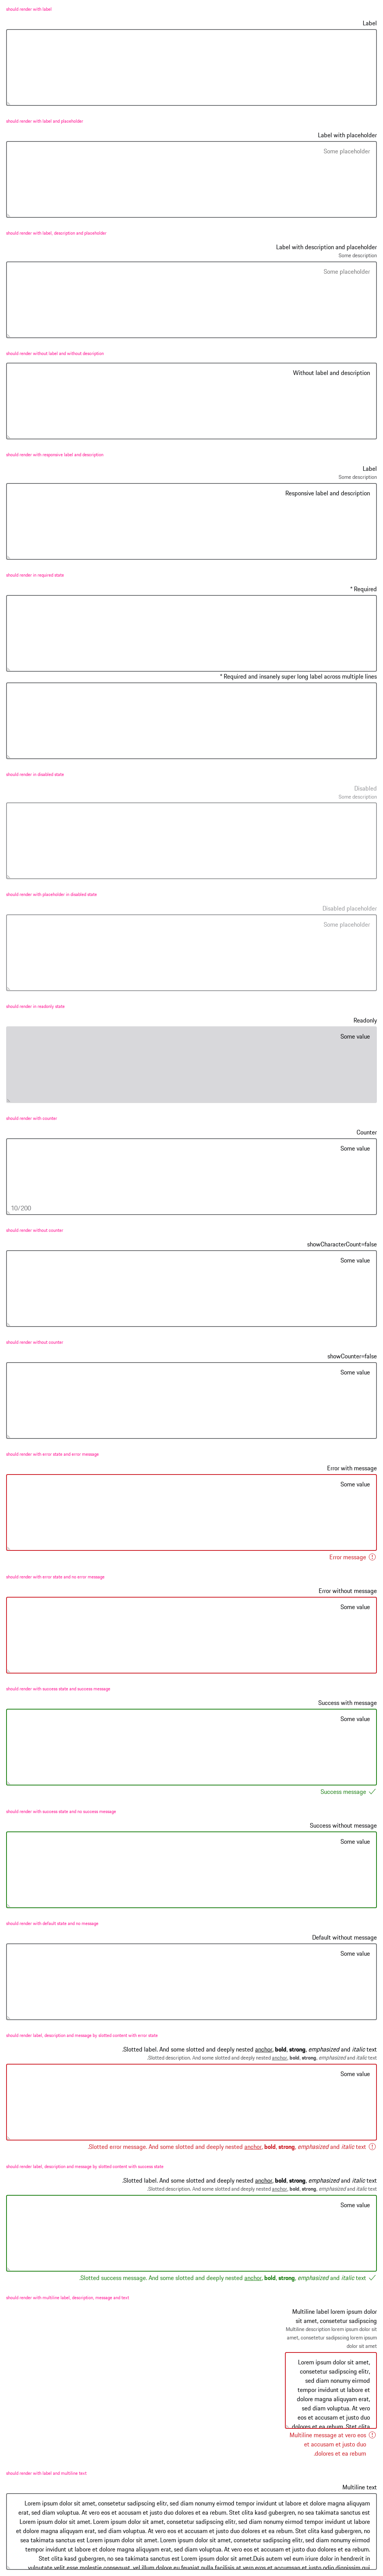 should render with label
Label
should render with label and placeholder
Label with placeholder
Some placeholder
should render with label, description and placeholder
Label with description and placeholder
Some description
Some placeholder
should render without label and without description
Without label and description
should render with responsive label and description
Label
Some description
Responsive label and description
should render in required state
* Required
* Required and insanely super long label across multiple lines
should render in disabled state
Disabled
Some description
should render with placeholder in disabled state
Disabled placeholder
Some placeholder
should render in readonly state
Readonly
Some value
should render with counter
Counter
Some value
10/200
should render without counter
showCharacterCount=false
Some value
should render without counter
showCounter=false
Some value
should render with error state and error message
Error with message
Some value
Error message
should render with error state and no error message
Error without message
Some value
should render with success state and success message
Success with message
Some value
Success message
should render with success state and no success message
Success without message
Some value
should render with default state and no message
Default without message
Some value
should render label, description and message by slotted content with error state
.Slotted label. And some slotted and deeply nested anchor, bold, strong, emphasized and italic text
.Slotted description. And some slotted and deeply nested anchor, bold, strong, emphasized and italic text
Some value
.Slotted error message. And some slotted and deeply nested anchor, bold, strong, emphasized and italic text
should render label, description and message by slotted content with success state
.Slotted label. And some slotted and deeply nested anchor, bold, strong, emphasized and italic text
.Slotted description. And some slotted and deeply nested anchor, bold, strong, emphasized and italic text
Some value
.Slotted success message. And some slotted and deeply nested anchor, bold, strong, emphasized and italic text
should render with multiline label, description, message and text
Multiline label lorem ipsum dolor
sit amet, consetetur sadipscing
Multiline description lorem ipsum dolor sit
amet, consetetur sadipscing lorem ipsum
dolor sit amet
Lorem ipsum dolor sit amet,
consetetur sadipscing elitr,
sed diam nonumy eirmod
tempor invidunt ut labore et
dolore magna aliquyam erat,
sed diam voluptua. At vero
eos et accusam et justo duo
dolores et ea rebum. Stet clita
Multiline message at vero eos
et accusam et justo duo
.dolores et ea rebum
should render with label and multiline text
Multiline text
Lorem ipsum dolor sit amet, consetetur sadipscing elitr, sed diam nonumy eirmod tempor invidunt ut labore et dolore magna aliquyam
erat, sed diam voluptua. At vero eos et accusam et justo duo dolores et ea rebum. Stet clita kasd gubergren, no sea takimata sanctus est
Lorem ipsum dolor sit amet. Lorem ipsum dolor sit amet, consetetur sadipscing elitr, sed diam nonumy eirmod tempor invidunt ut labore
et dolore magna aliquyam erat, sed diam voluptua. At vero eos et accusam et justo duo dolores et ea rebum. Stet clita kasd gubergren, no
sea takimata sanctus est Lorem ipsum dolor sit amet. Lorem ipsum dolor sit amet, consetetur sadipscing elitr, sed diam nonumy eirmod
tempor invidunt ut labore et dolore magna aliquyam erat, sed diam voluptua. At vero eos et accusam et justo duo dolores et ea rebum.
Stet clita kasd gubergren, no sea takimata sanctus est Lorem ipsum dolor sit amet.Duis autem vel eum iriure dolor in hendrerit in
vulputate velit esse molestie consequat, vel illum dolore eu feugiat nulla facilisis at vero eros et accumsan et iusto odio dignissim qui